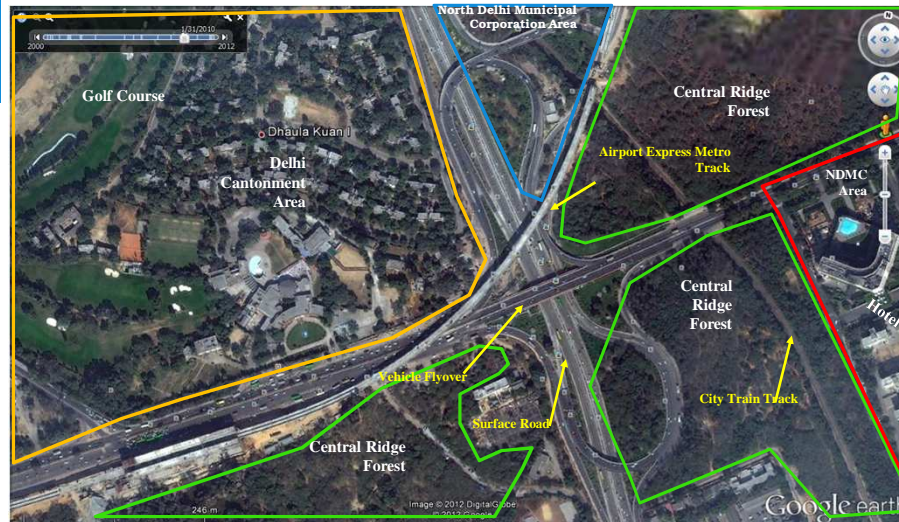 North Delhi Municipal
Corporation Area
1/31/2010
2000
2012
N
Golf Course
Central Ridge
Forest
Dhaula Kuan I
Airport Express Metro
Track
Delhi
Cantonment
Area
NDMC
Area
Central
Ridge
Forest
Hotel
Vehicle Flyover
City Train Track
Surface Road
Central Ridge
Forest
246 m
Image © 2012 DigitalGlobe
© 2012 Google
Google earth